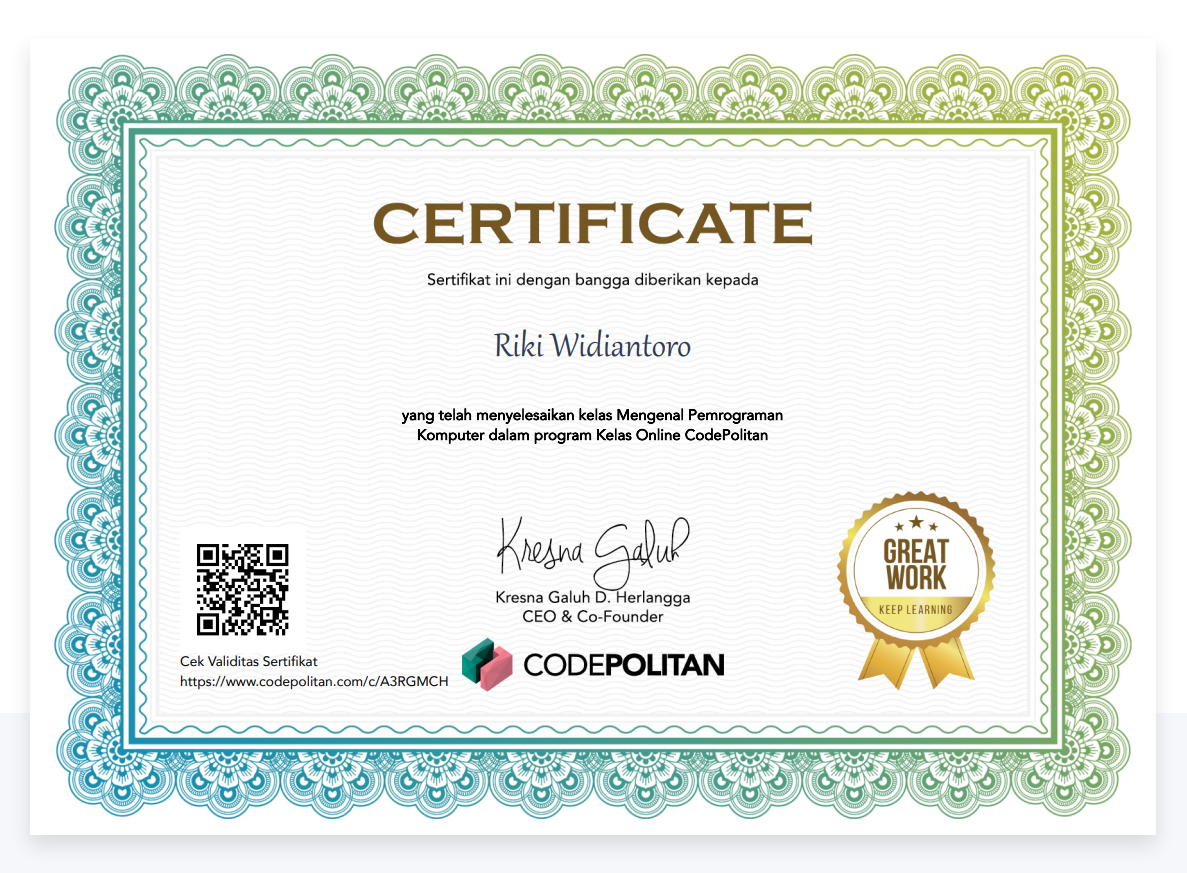 CERTIFICATE
Sertifikat ini dengan bangga diberikan kepada
Riki Widiantoro
yang telah menyelesaikan kelas Mengenal Pemrograman
Komputer dalam program Kelas Online CodePolitan
Kresna Galuh
Kresna Galuh D. Herlangga
CEO & Co-Founder
CODEPOLITAN
Cek Validitas Sertifikat
https://www.codepolitan.com/c/A3RGMCH
GREAT
WORK
KEEP LEARNING